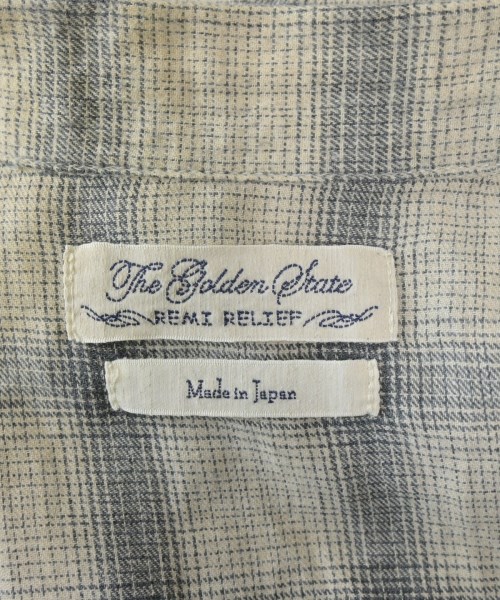 The Golden State
REMI RELIEF
Made in Japan